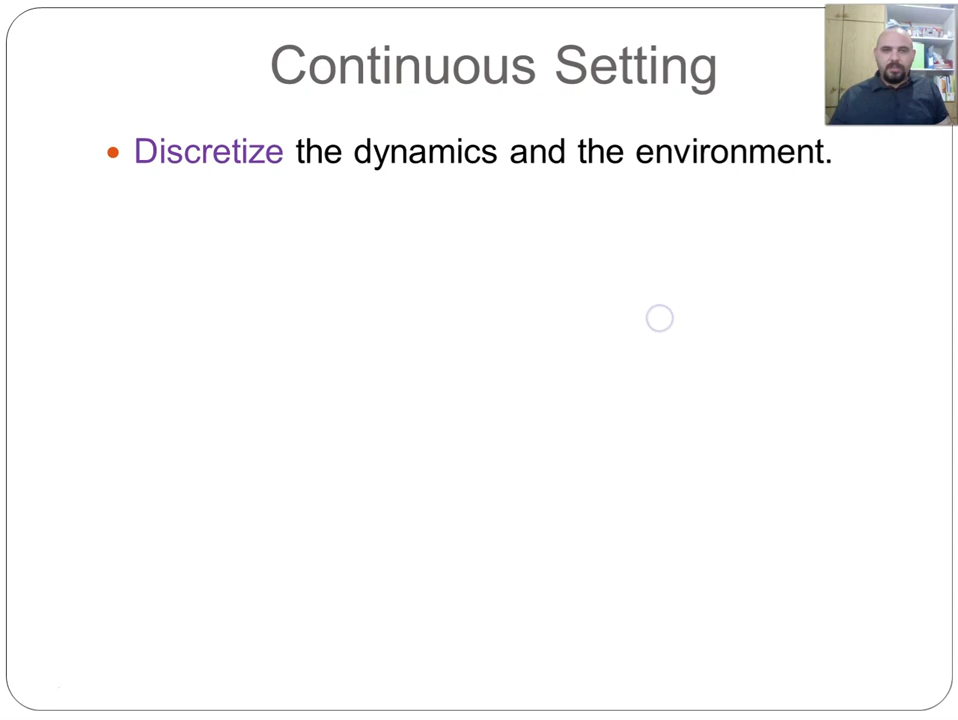 Continuous Setting
Discretize the dynamics and the environment.